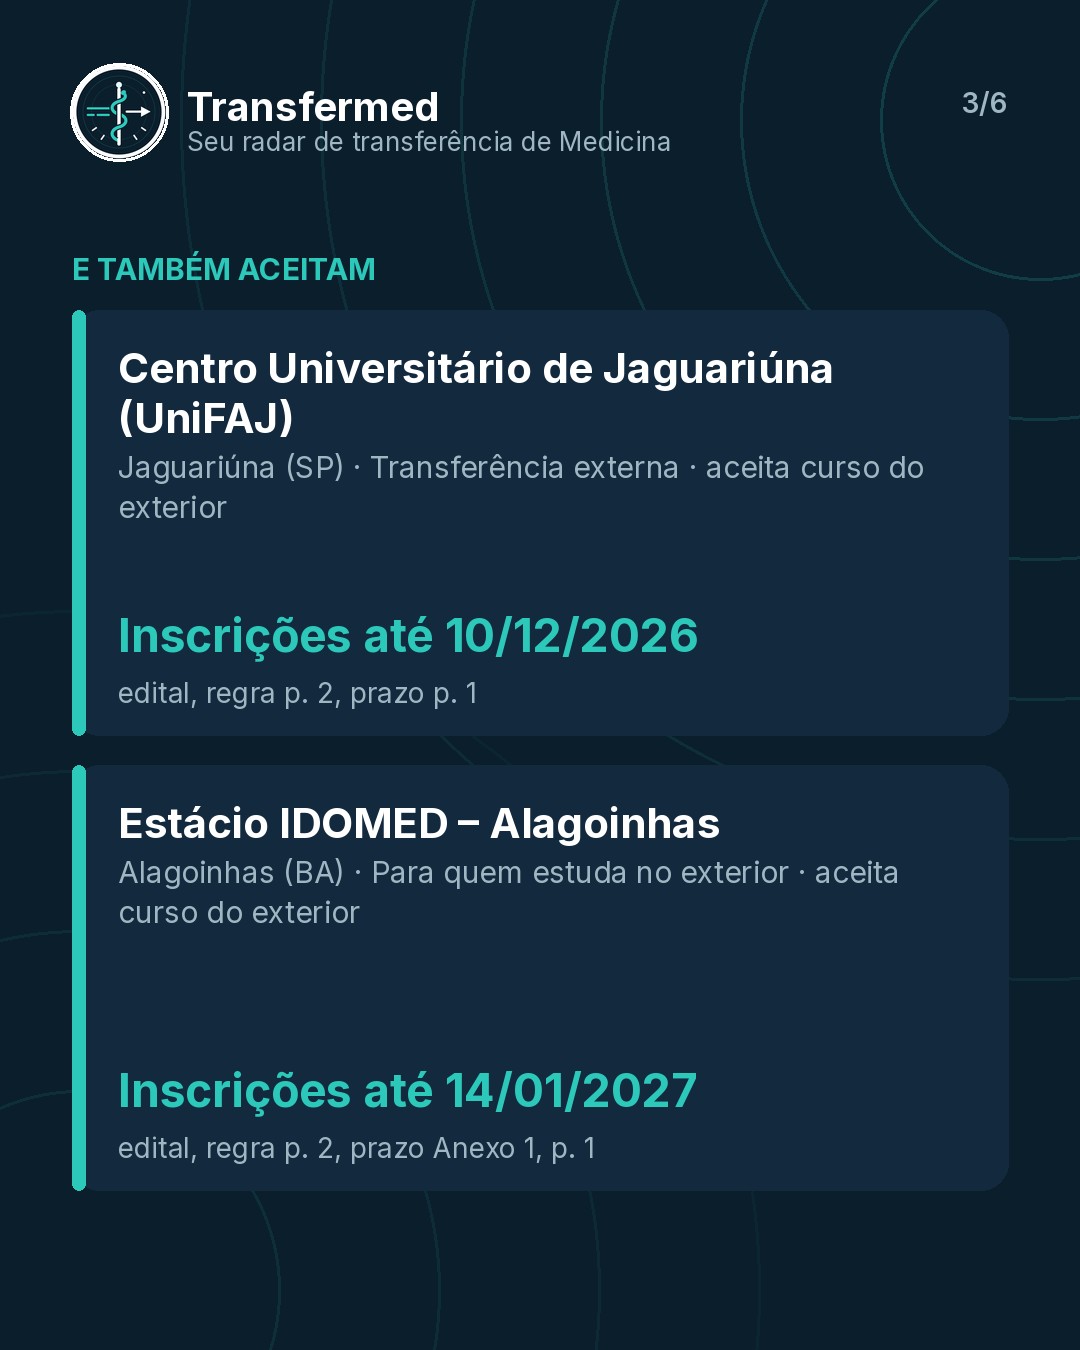 Transfermed
Seu radar de transferência de Medicina
3/6
E TAMBÉM ACEITAM
Centro Universitário de Jaguariúna
(UniFAJ)
Jaguariúna (SP) · Transferência externa · aceita curso do
exterior
Inscrições até 10/12/2026
edital, regra p. 2, prazo p. 1
Estácio IDOMED – Alagoinhas
Alagoinhas (BA) · Para quem estuda no exterior · aceita
curso do exterior
Inscrições até 14/01/2027
edital, regra p. 2, prazo Anexo 1, p. 1